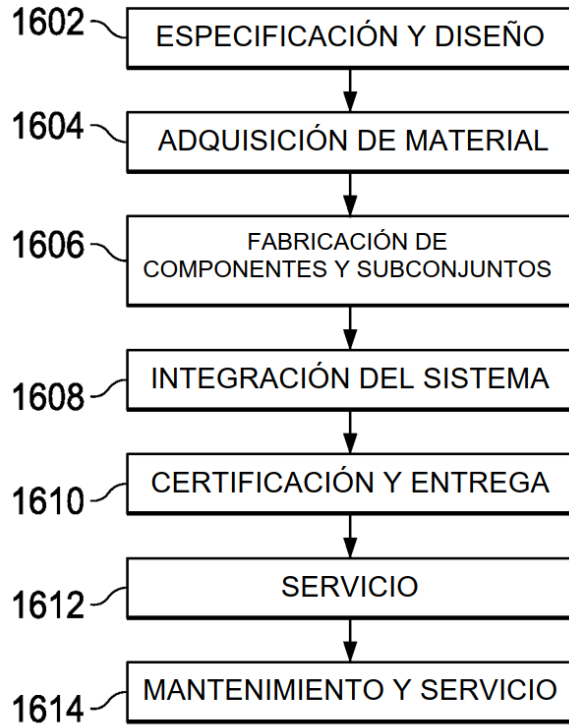 1602
ESPECIFICACIÓN Y DISEÑO
1604
ADQUISICIÓN DE MATERIAL
1606
FABRICACIÓN DE
COMPONENTES Y SUBCONJUNTOS
1608
INTEGRACIÓN DEL SISTEMA
1610
CERTIFICACIÓN Y ENTREGA
1612
SERVICIO
1614
MANTENIMIENTO Y SERVICIO